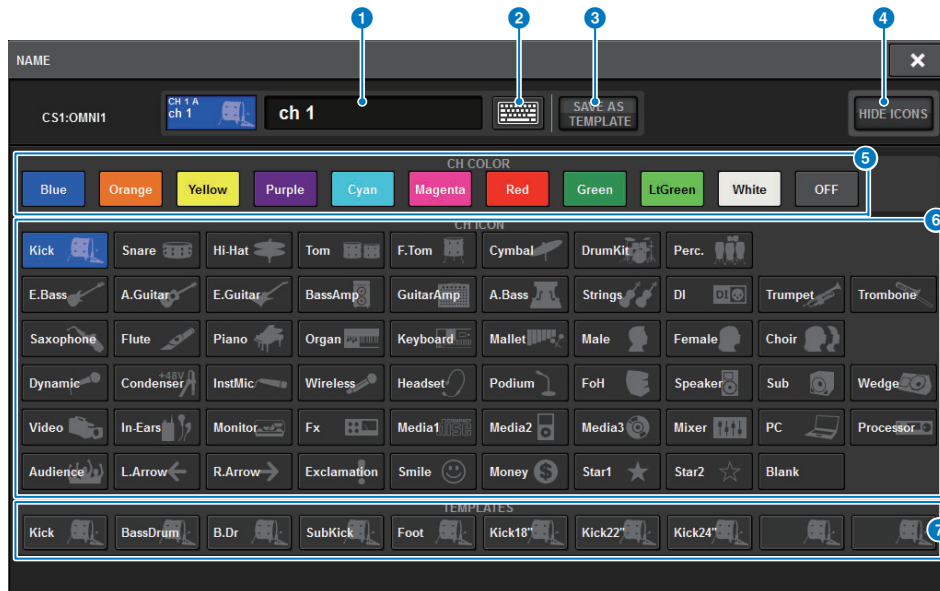 1 2 3 4
NAME
CS1:OMNI1 CH 1 A ch 1 ch 1 SAVE AS TEMPLATE HIDE ICONS
CH COLOR 5
Blue Orange Yellow Purple Cyan Magenta Red Green LtGreen White OFF
CH ICON 6
Kick Snare Hi-Hat Tom F.Tom Cymbal DrumKit Perc.
E.Bass A.Guitar E.Guitar BassAmp GuitarAmp A.Bass Strings DI DI Trumpet Trombone
Saxophone Flute Piano Organ Keyboard Mallet Male Female Choir
Dynamic Condenser +48V InstMic Wireless Headset Podium FoH Speaker Sub Wedge
Video In-Ears Monitor Fx Media1 Media2 Media3 Mixer PC Processor
Audience L.Arrow R.Arrow Exclamation Smile Money $ Star1 Star2 Blank
TEMPLATES
Kick BassDrum B.Dr SubKick Foot Kick18" Kick22" Kick24" 7